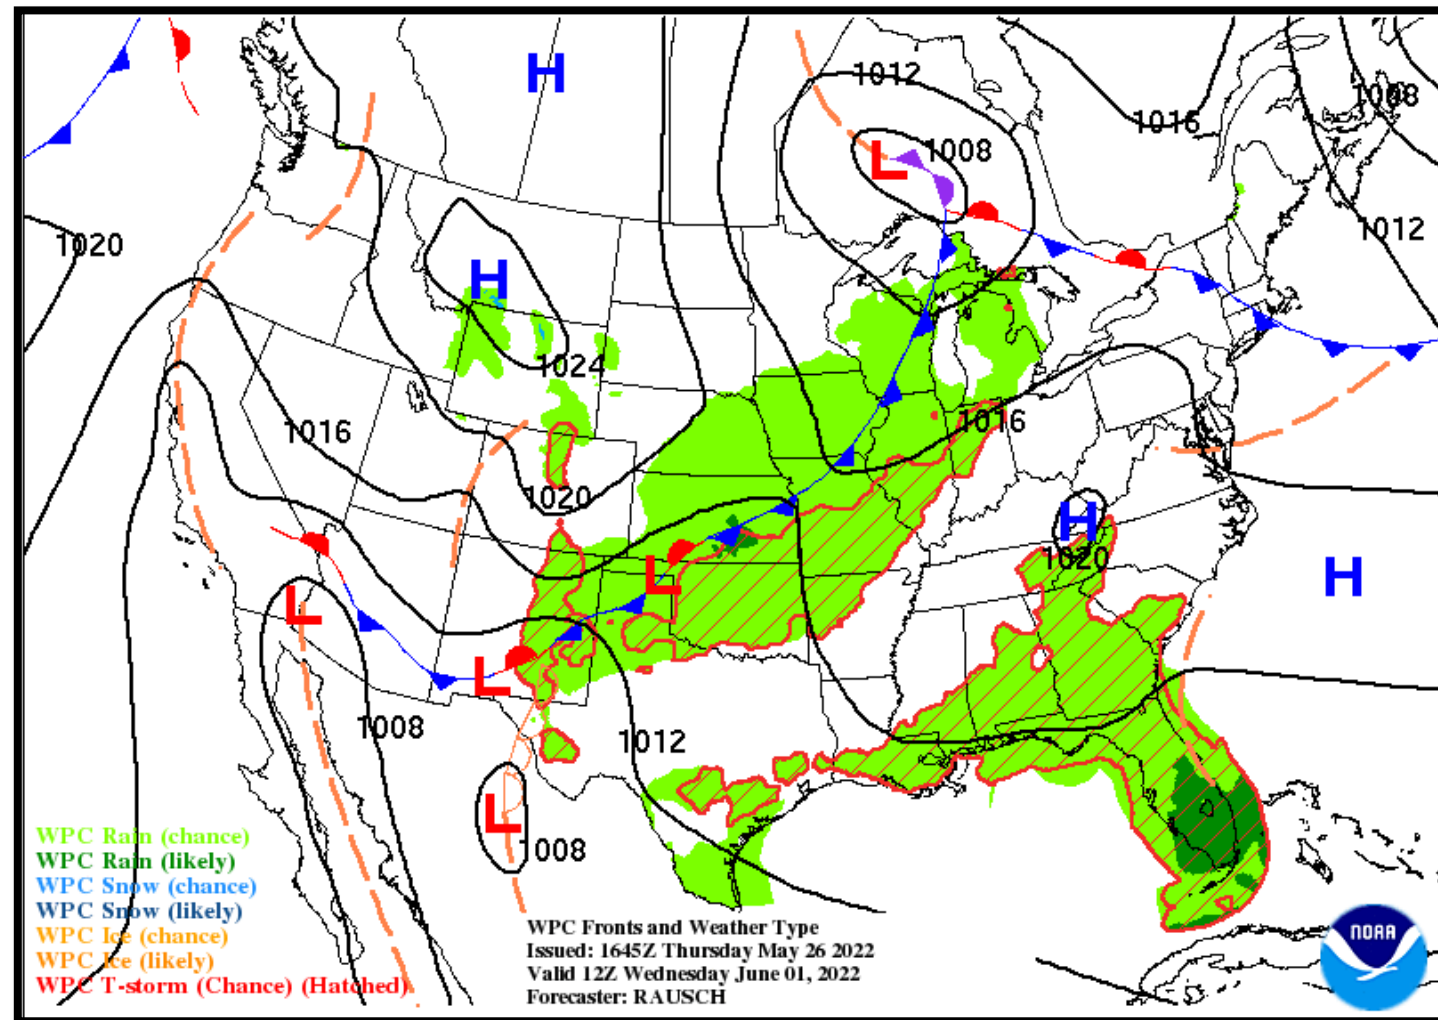 H
1012
1008
1016
1008
L
1008
1020
1012
H
1024
1016
1016
1020
H
1020
L
H
L
L
1008
1012
L
1008
WPC Rain (chance)
WPC Rain (likely)
WPC Snow (chance)
WPC Snow (likely)
WPC Ice (chance)
WPC Ice (likely)
WPC T-storm (Chance) (Hatched)
WPC Fronts and Weather Type
Issued: 1645Z Thursday May 26 2022
Valid 12Z Wednesday June 01, 2022
Forecaster: RAUSCH
NOAA